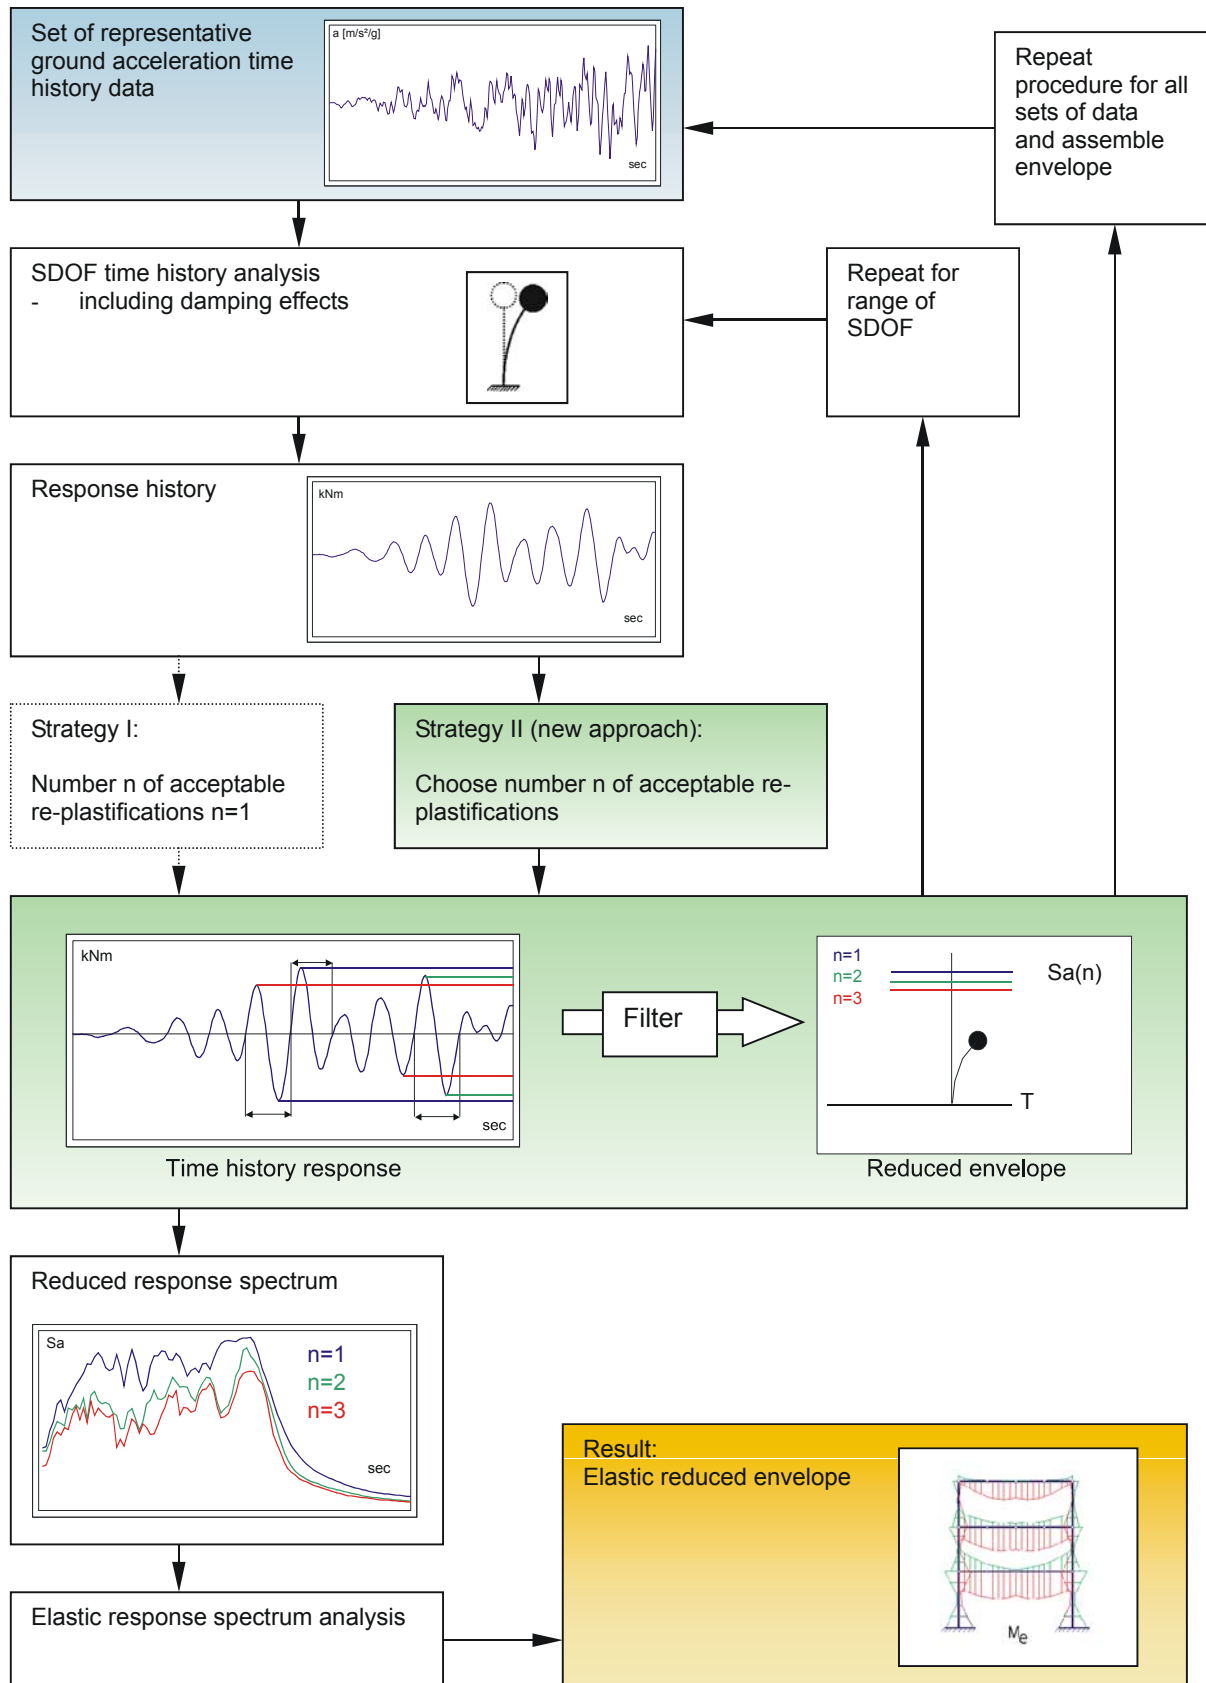 Set of representative
ground acceleration time
history data
a [m/s²/g]
sec
Repeat
procedure for all
sets of data
and assemble
envelope
SDOF time history analysis
- including damping effects
Repeat for
range of
SDOF
Response history
kNm
sec
Strategy I:
Number n of acceptable
re-plastifications n=1
Strategy II (new approach):
Choose number n of acceptable re-
plastifications
kNm
sec
Time history response
Filter
n=1
n=2
n=3
Sa(n)
T
Reduced envelope
Reduced response spectrum
Sa
n=1
n=2
n=3
sec
Result:
Elastic reduced envelope
Me
Elastic response spectrum analysis